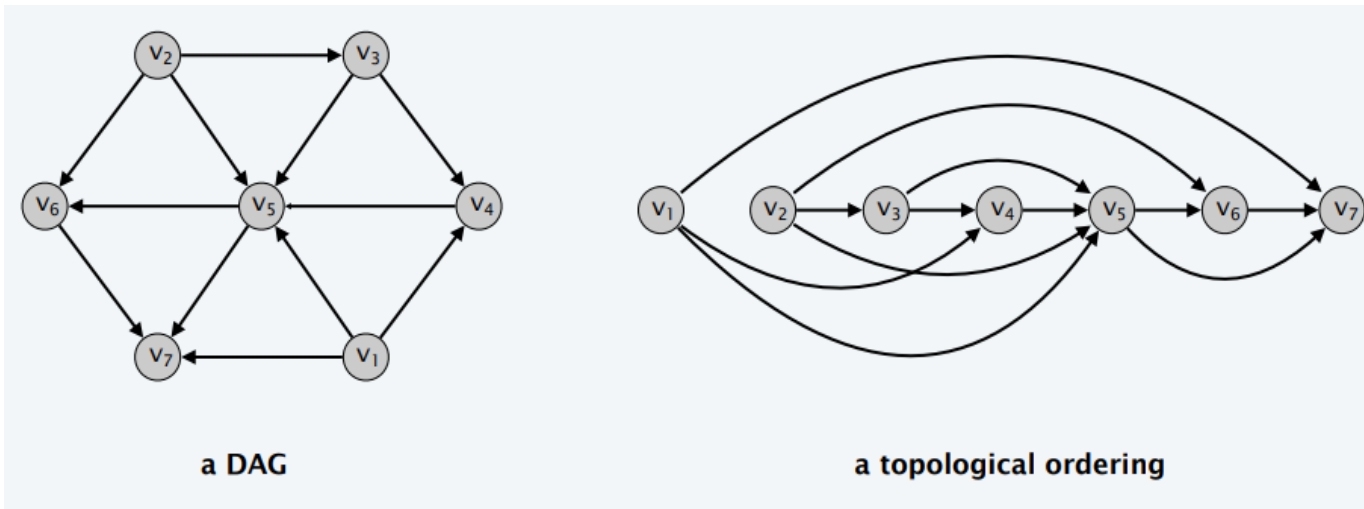 v₂ v₃
v₆ v₅ v₄
v₇ v₁
v₁ v₂ v₃ v₄ v₅ v₆ v₇
a DAG
a topological ordering